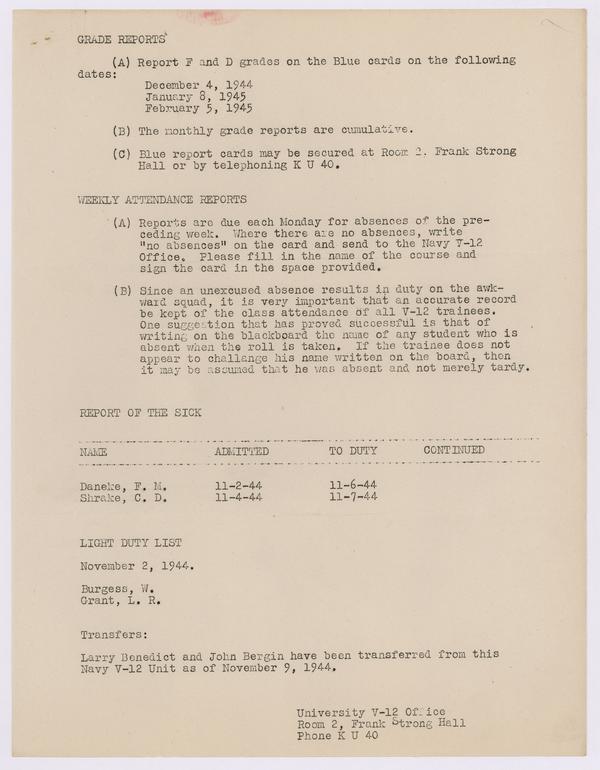 GRADE REPORTS
(A) Report F and D grades on the Blue cards on the following
dates:
December 4, 1944
January 8, 1945
February 5, 1945
(B) The monthly grade reports are cumulative.
(C) Blue report cards may be secured at Room 2, Frank Strong
Hall or by telephoning K U 40.
WEEKLY ATTENDANCE REPORTS
(A) Reports are due each Monday for absences of the pre-
ceding week. Where there are no absences, write
"no absences" on the card and send to the Navy V-12
Office. Please fill in the name of the course and
sign the card in the space provided.
(B) Since an unexcused absence results in duty on the awk-
ward squad, it is very important that an accurate record
be kept of the class attendance of all V-12 trainees.
One suggestion that has proved successful is that of
writing on the blackboard the name of any student who is
absent when the roll is taken. If the trainee does not
appear to challange his name written on the board, then
it may be assumed that he was absent and not merely tardy.
REPORT OF THE SICK
NAME ADMITTED TO DUTY CONTINUED
Daneke, F. M. 11-2-44 11-6-44
Shrake, C. D. 11-4-44 11-7-44
LIGHT DUTY LIST
November 2, 1944.
Burgess, W.
Grant, L. R.
Transfers:
Larry Benedict and John Bergin have been transferred from this
Navy V-12 Unit as of November 9, 1944.
University V-12 Office
Room 2, Frank Strong Hall
Phone K U 40